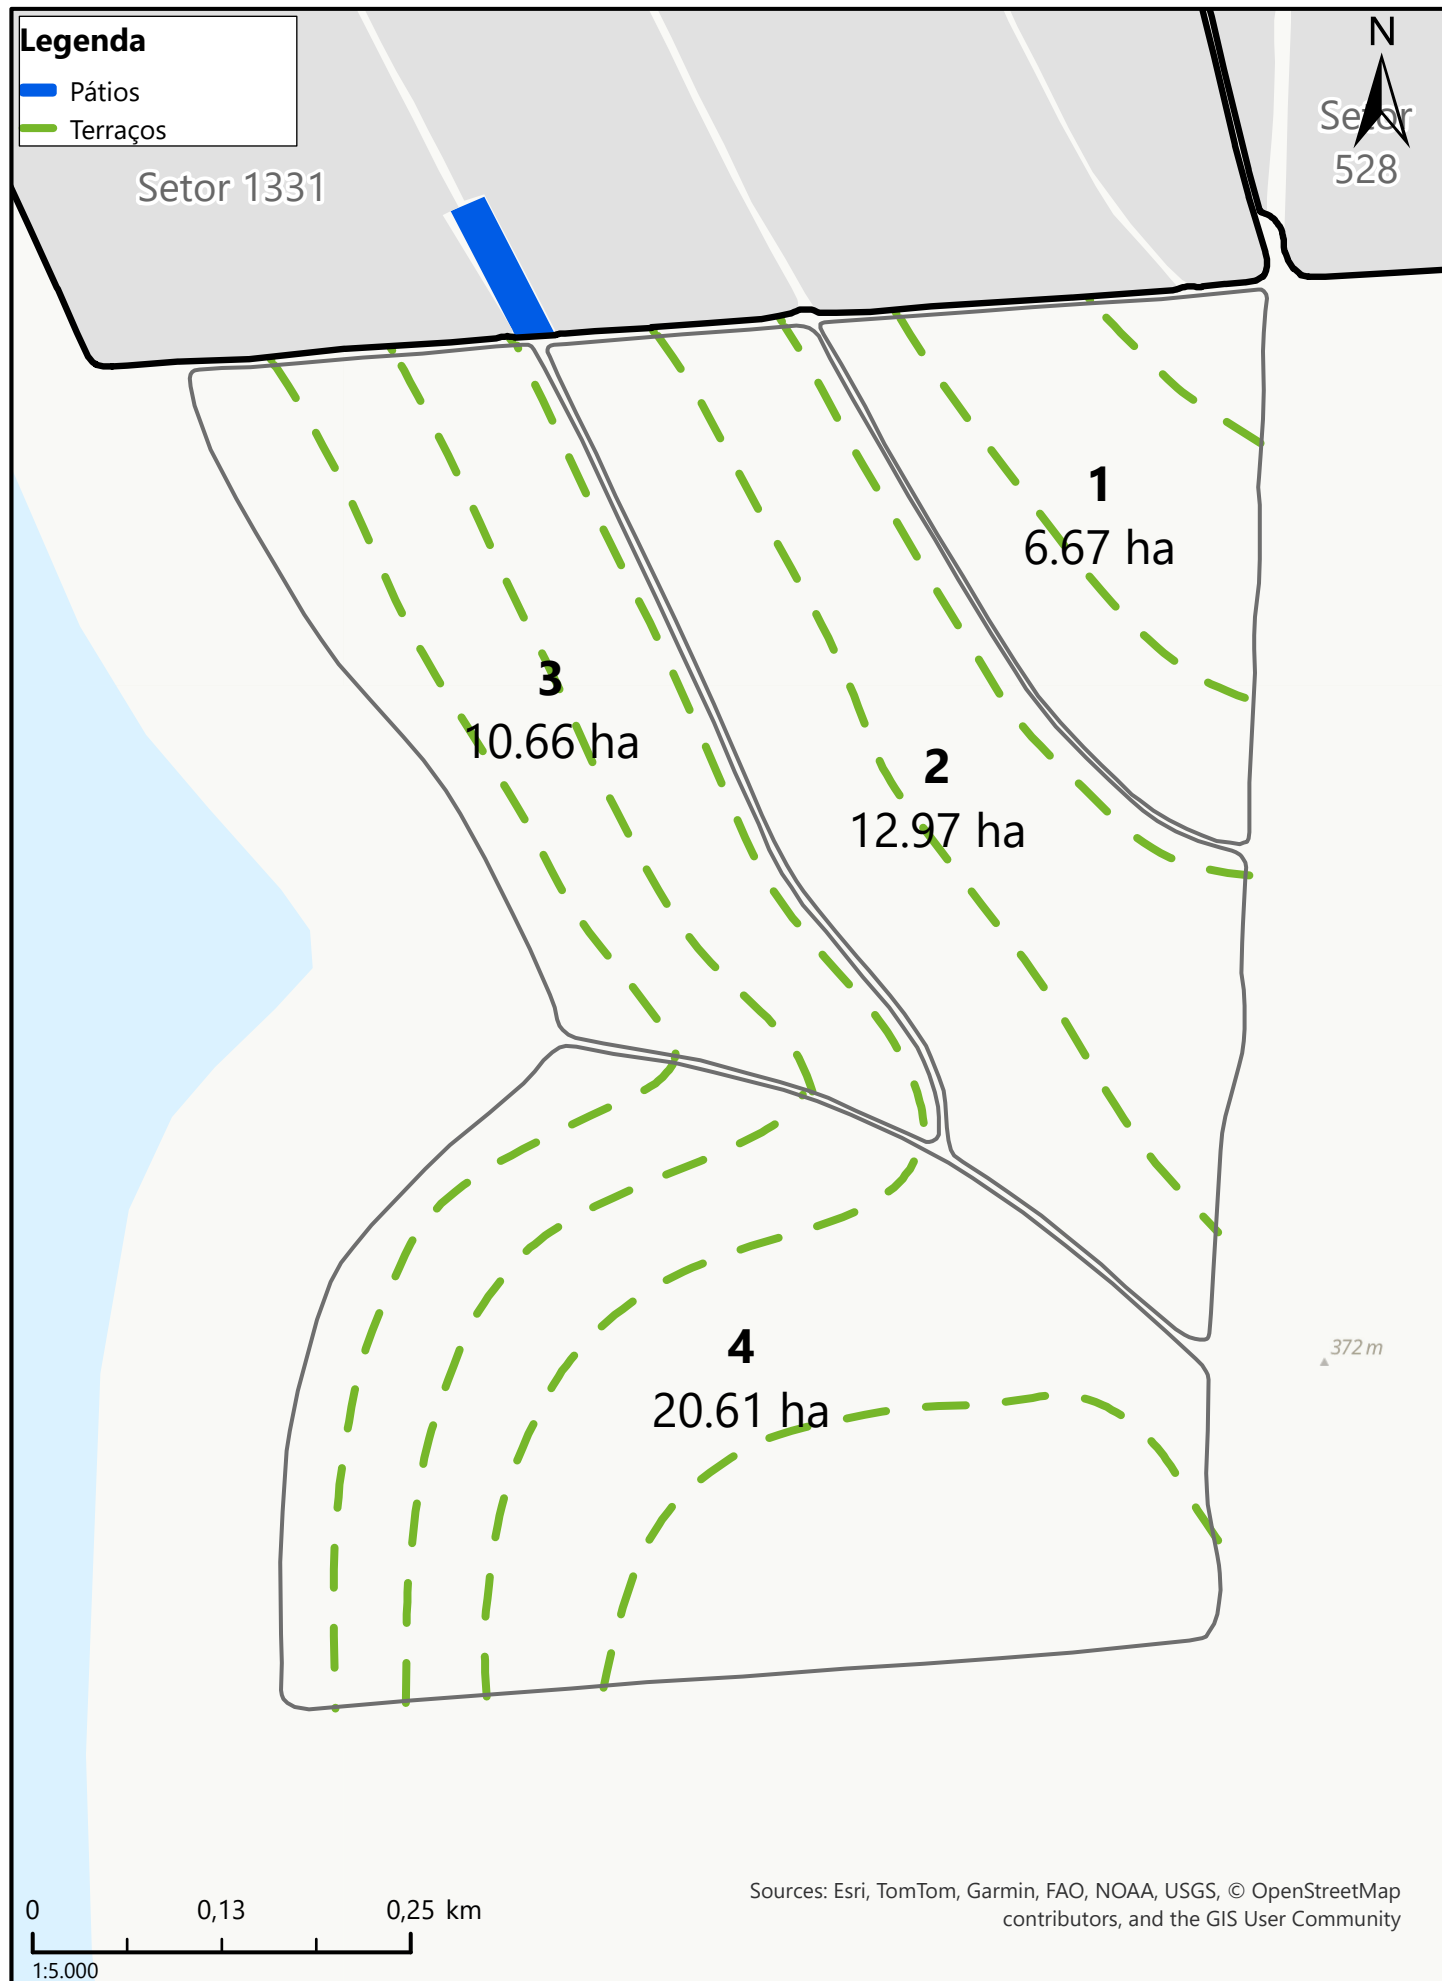 Legenda
Pátios
Terraços
N
Setor 1331
Setor
528
1
6.67 ha
3
10.66 ha
2
12.97 ha
4
20.61 ha
372 m
Sources: Esri, TomTom, Garmin, FAO, NOAA, USGS, © OpenStreetMap
contributors, and the GIS User Community
0 0,13 0,25 km
1:5.000